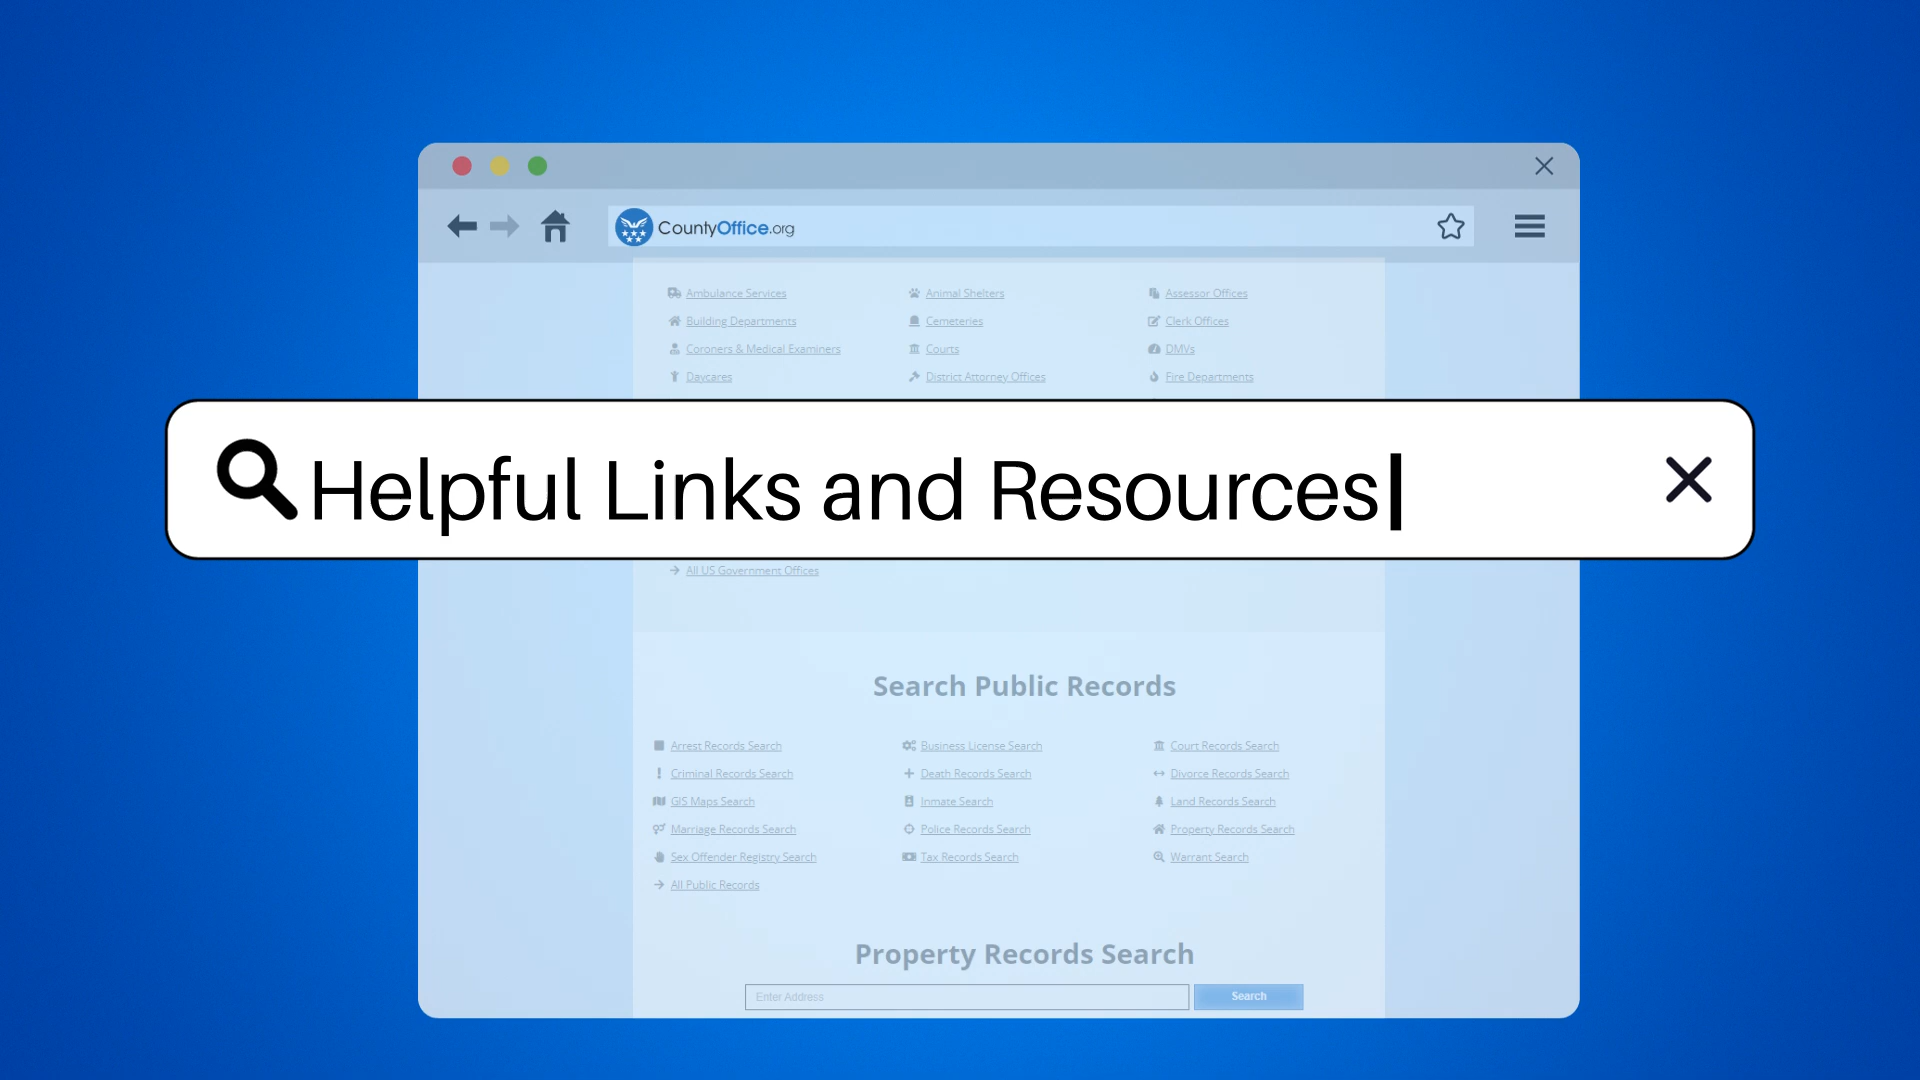 CountyOffice.org
Ambulance Services Animal Shelters Assessor Offices
Building Departments Cemeteries Clerk Offices
Coroners & Medical Examiners Courts DMVs
Daycares District Attorney Offices Fire Departments
Helpful Links and Resources
All US Government Offices
Search Public Records
Arrest Records Search Business License Search Court Records Search
Criminal Records Search Death Records Search Divorce Records Search
GIS Maps Search Inmate Search Land Records Search
Marriage Records Search Police Records Search Property Records Search
Sex Offender Registry Search Tax Records Search Warrant Search
All Public Records
Property Records Search
Enter Address Search